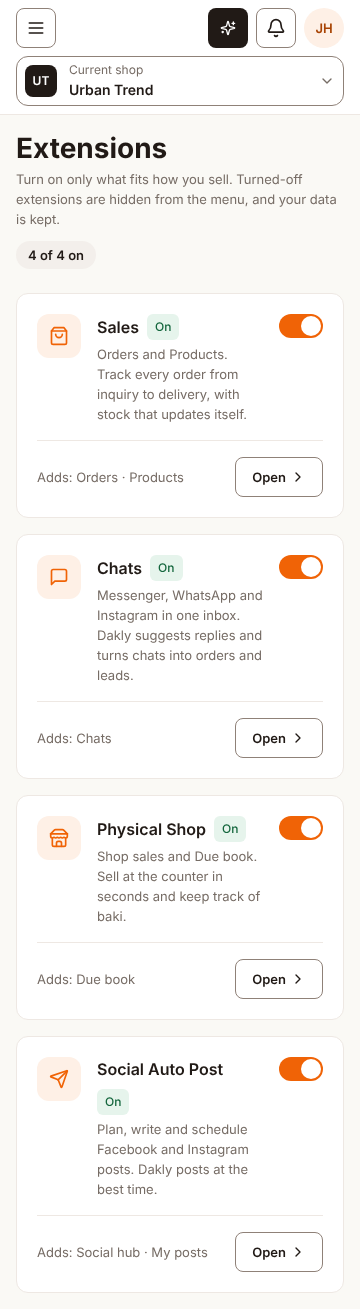 JH
UT
Current shop
Urban Trend
Extensions
Turn on only what fits how you sell. Turned-off
extensions are hidden from the menu, and your data
is kept.
4 of 4 on
Sales On
Orders and Products.
Track every order from
inquiry to delivery, with
stock that updates itself.
Adds: Orders · Products
Open
Chats On
Messenger, WhatsApp and
Instagram in one inbox.
Dakly suggests replies and
turns chats into orders and
leads.
Adds: Chats
Open
Physical Shop On
Shop sales and Due book.
Sell at the counter in
seconds and keep track of
baki.
Adds: Due book
Open
Social Auto Post
On
Plan, write and schedule
Facebook and Instagram
posts. Dakly posts at the
best time.
Adds: Social hub · My posts
Open